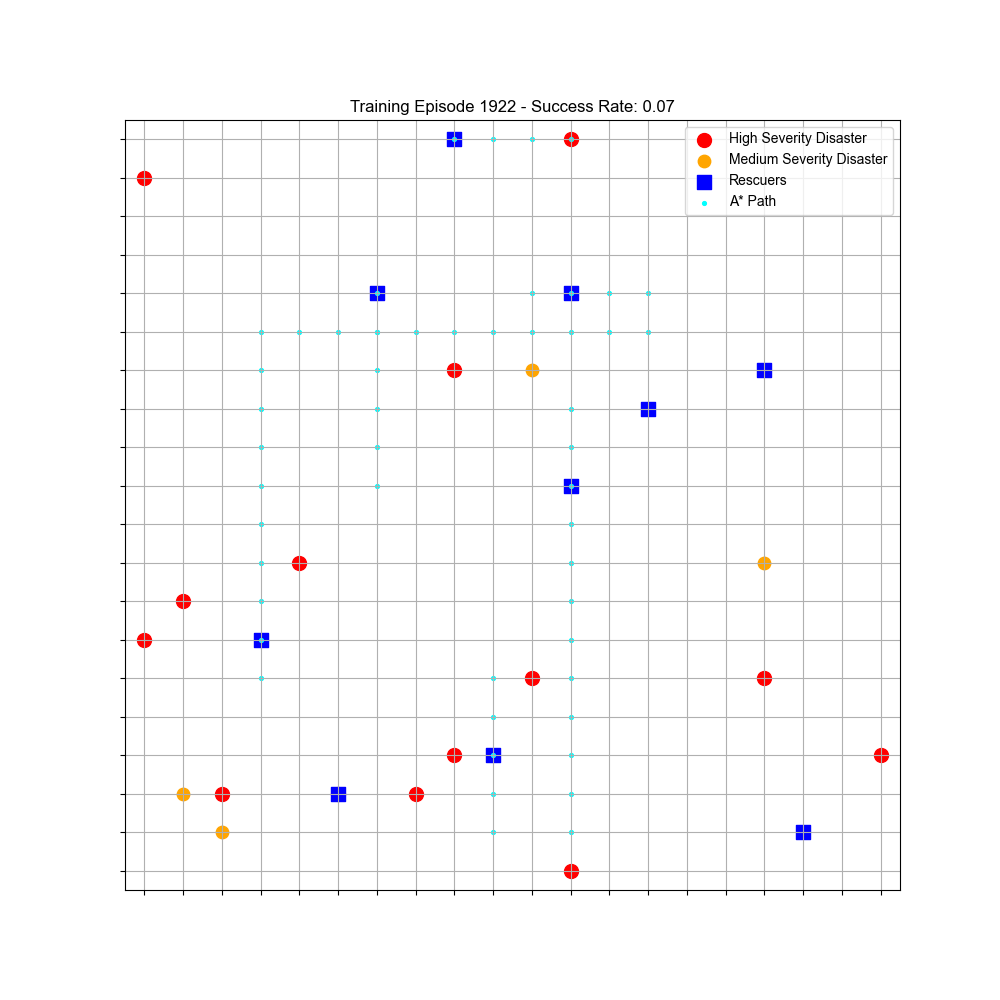 Training Episode 1922 - Success Rate: 0.07
High Severity Disaster
Medium Severity Disaster
Rescuers
A* Path